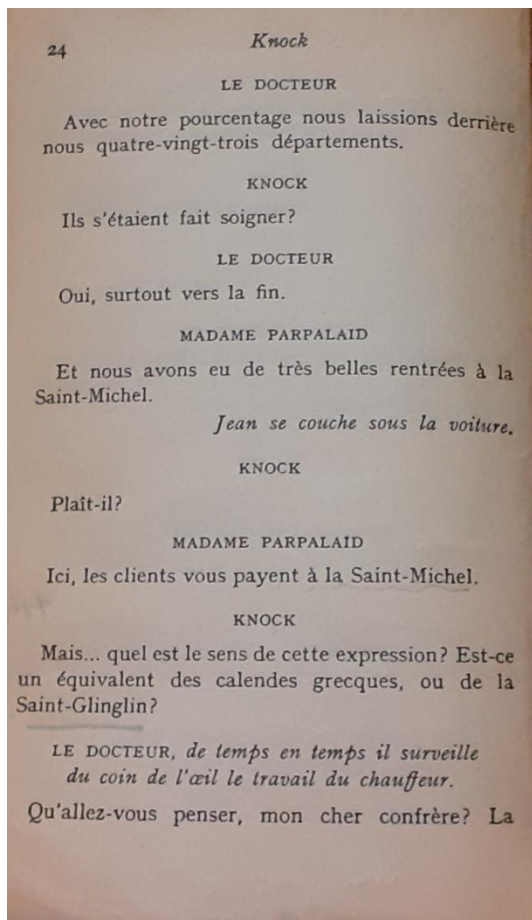 24
Knock
LE DOCTEUR
Avec notre pourcentage nous laissions derrière
nous quatre-vingt-trois départements.
KNOCK
Ils s'étaient fait soigner?
LE DOCTEUR
Oui, surtout vers la fin.
MADAME PARPALAID
Et nous avons eu de très belles rentrées à la
Saint-Michel.
Jean se couche sous la voiture.
KNOCK
Plaît-il?
MADAME PARPALAID
Ici, les clients vous payent à la Saint-Michel.
KNOCK
Mais... quel est le sens de cette expression? Est-ce
un équivalent des calendes grecques, ou de la
Saint-Glinglin?
LE DOCTEUR, de temps en temps il surveille
du coin de l'œil le travail du chauffeur.
Qu'allez-vous penser, mon cher confrère? La